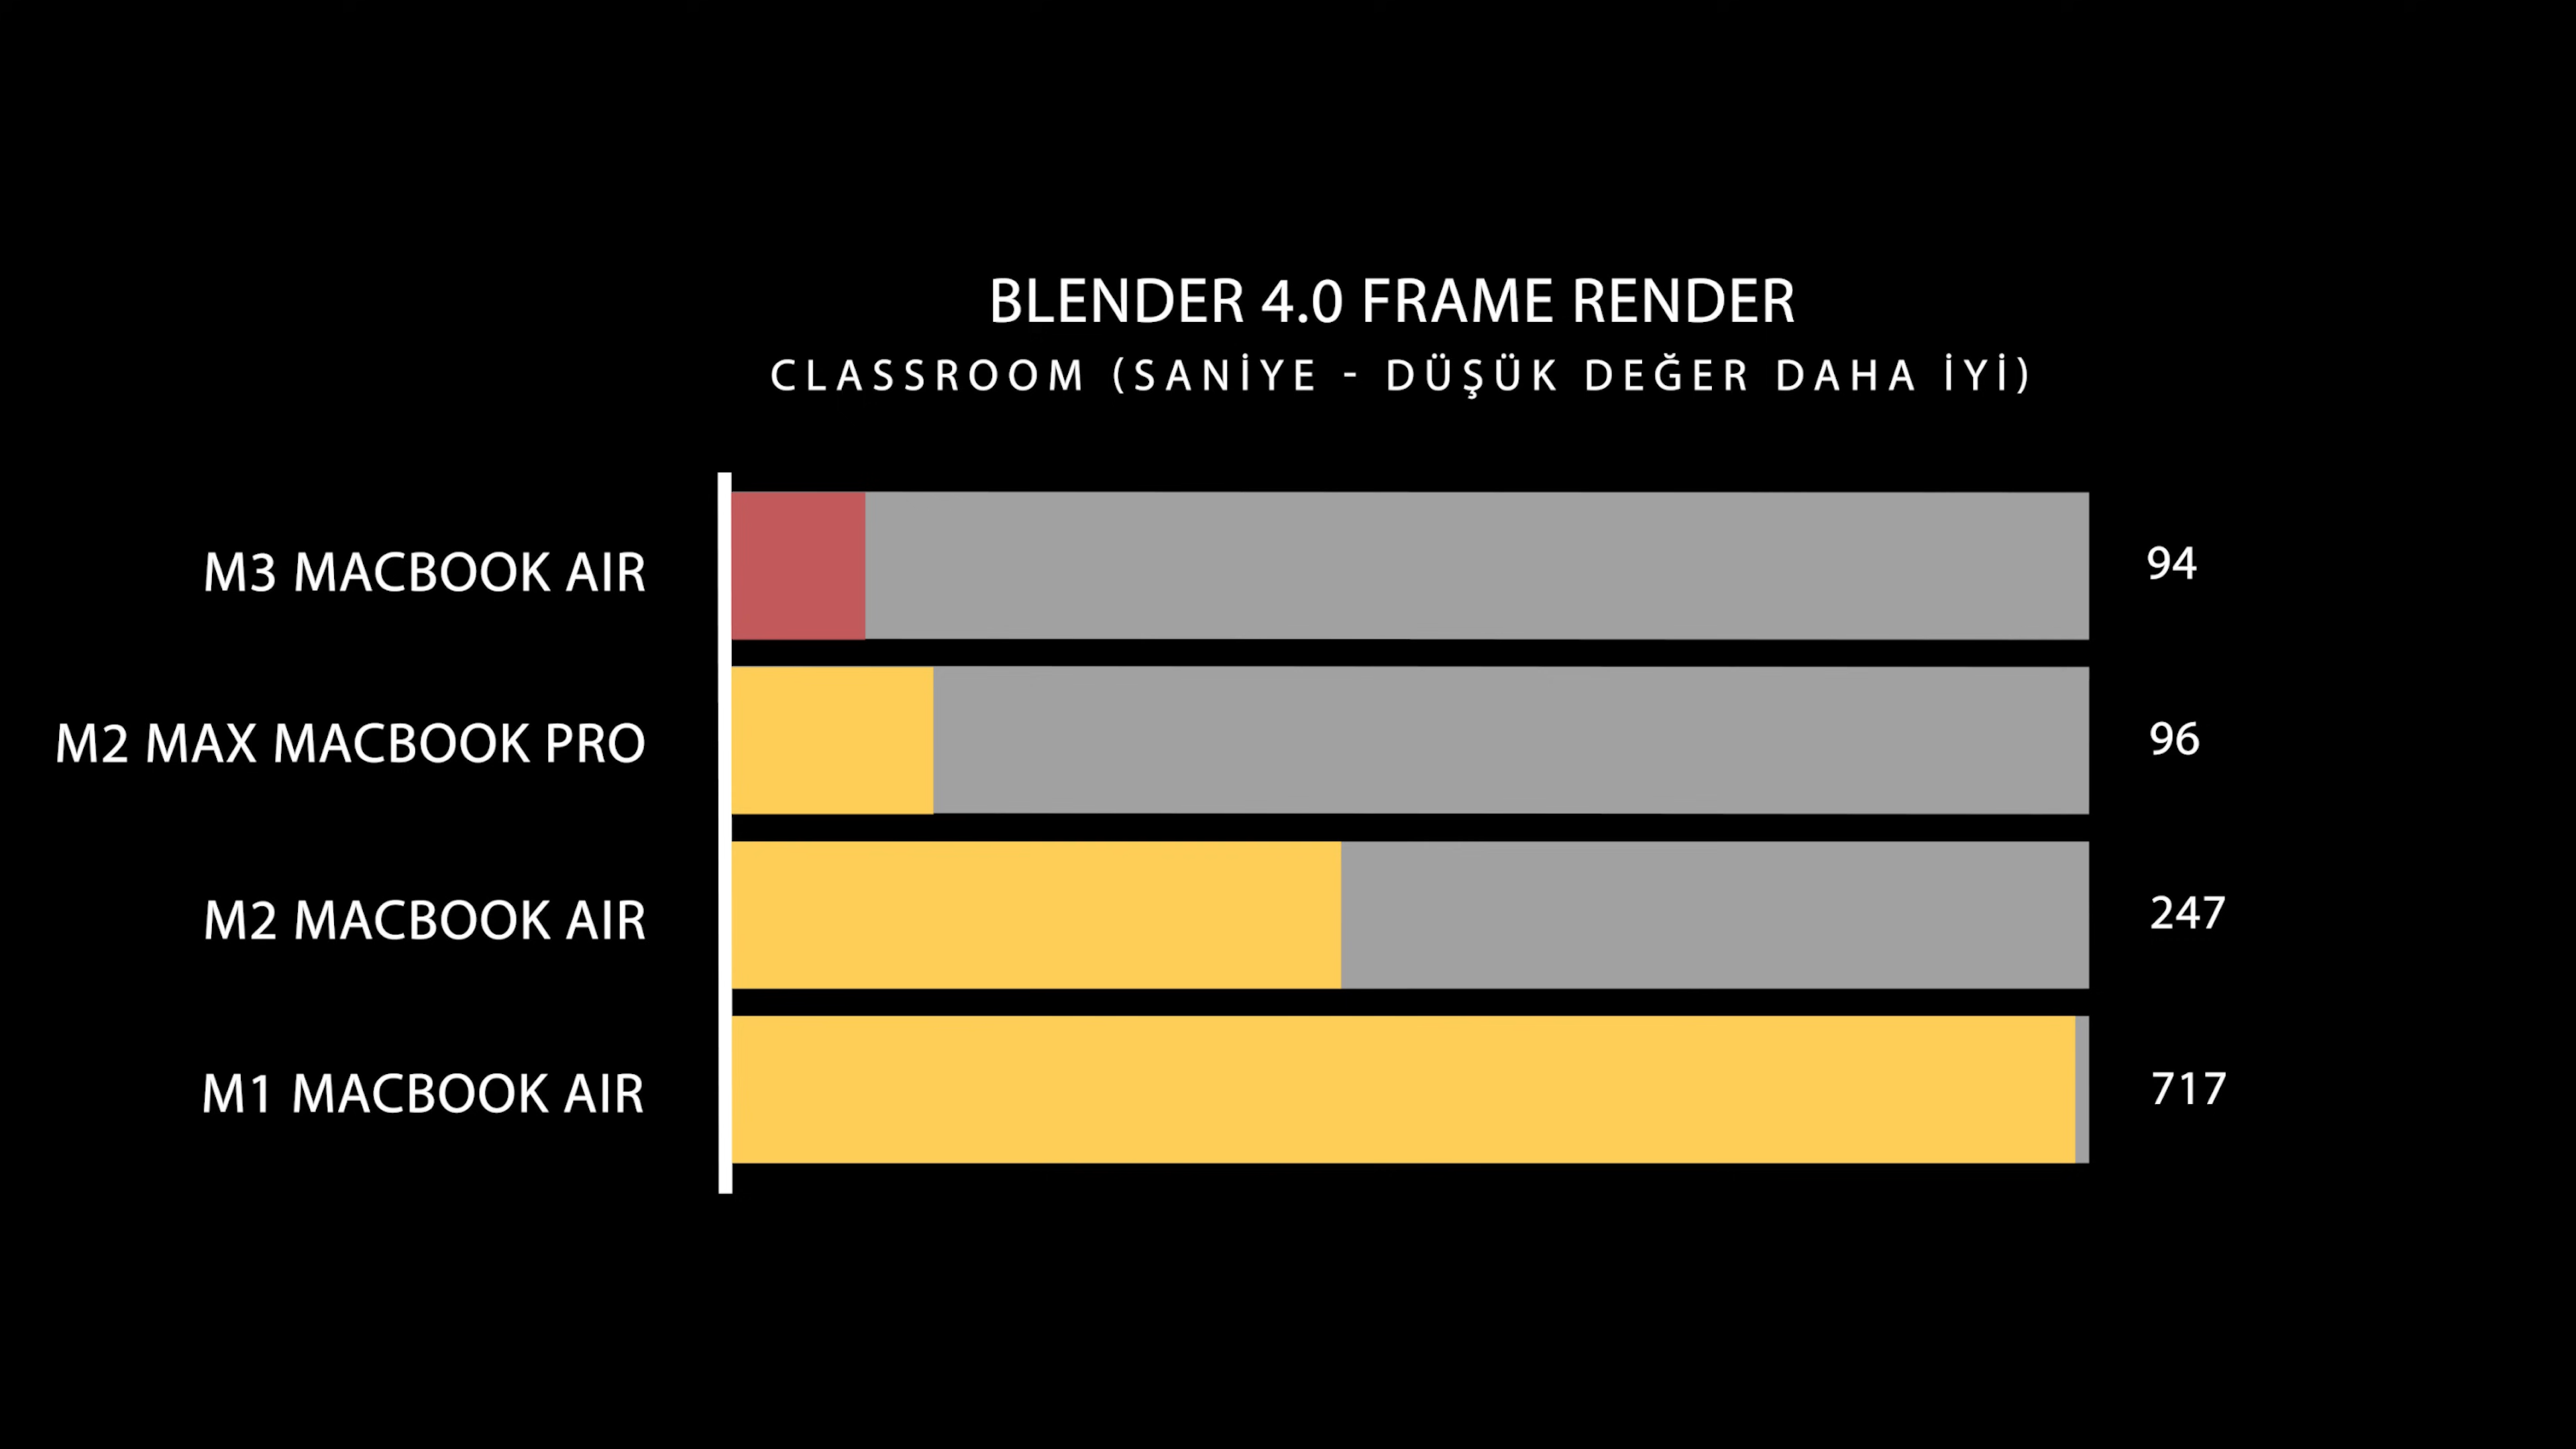 BLENDER 4.0 FRAME RENDER
CLASSROOM (SANİYE - DÜŞÜK DEĞER DAHA İYİ)
M3 MACBOOK AIR 94
M2 MAX MACBOOK PRO 96
M2 MACBOOK AIR 247
M1 MACBOOK AIR 717